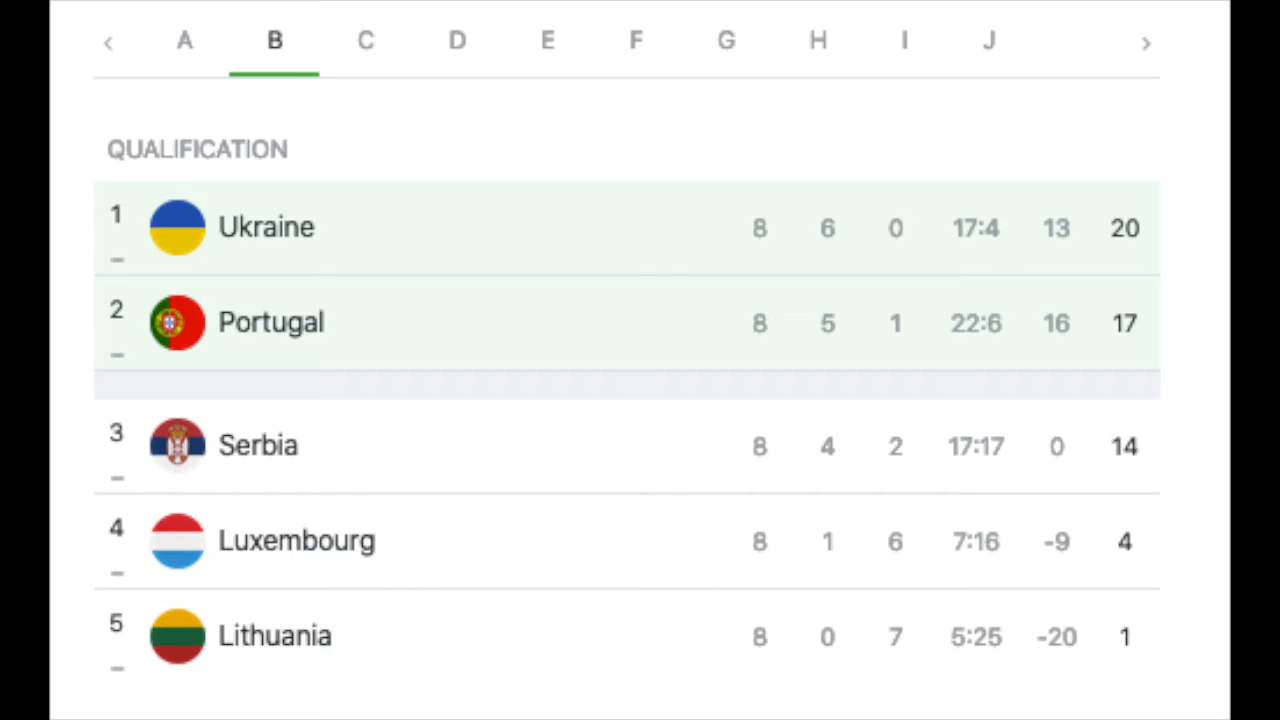 ‹ A B C D E F G H I J ›
QUALIFICATION
1 Ukraine 8 6 0 17:4 13 20
–
2 Portugal 8 5 1 22:6 16 17
–
3 Serbia 8 4 2 17:17 0 14
–
4 Luxembourg 8 1 6 7:16 -9 4
–
5 Lithuania 8 0 7 5:25 -20 1
–